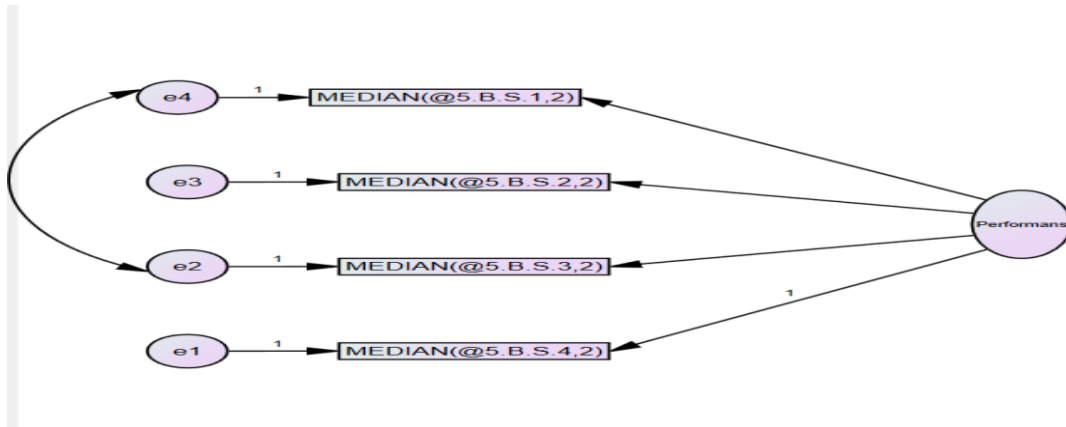 e4 1 MEDIAN(@5.B.S.1,2)
e3 1 MEDIAN(@5.B.S.2,2)
Performans
e2 1 MEDIAN(@5.B.S.3,2)
1
e1 1 MEDIAN(@5.B.S.4,2)